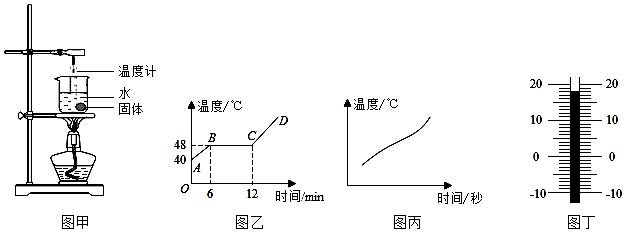 温度计
水
固体
图甲
温度/℃
D
B
C
48
40
A
O
6
12
时间/min
图乙
温度/℃
时间/秒
图丙
20 20
10 10
0 0
-10 -10
图丁